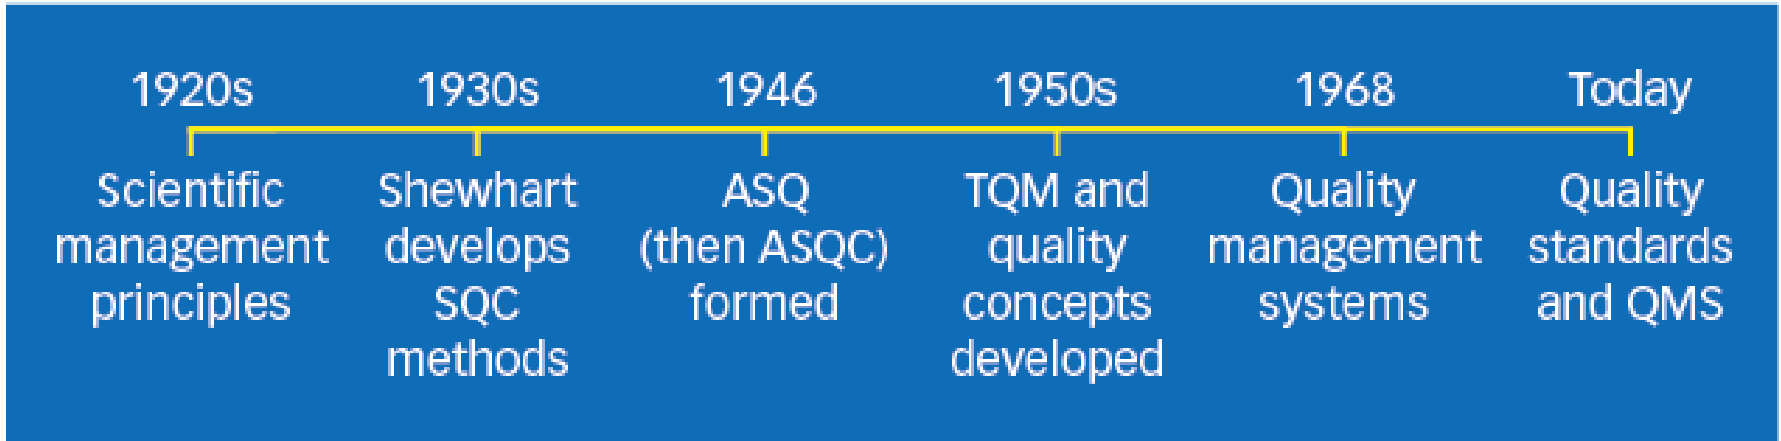 1920s
Scientific
management
principles
1930s
Shewhart
develops
SQC
methods
1946
ASQ
(then ASQC)
formed
1950s
TQM and
quality
concepts
developed
1968
Quality
management
systems
Today
Quality
standards
and QMS